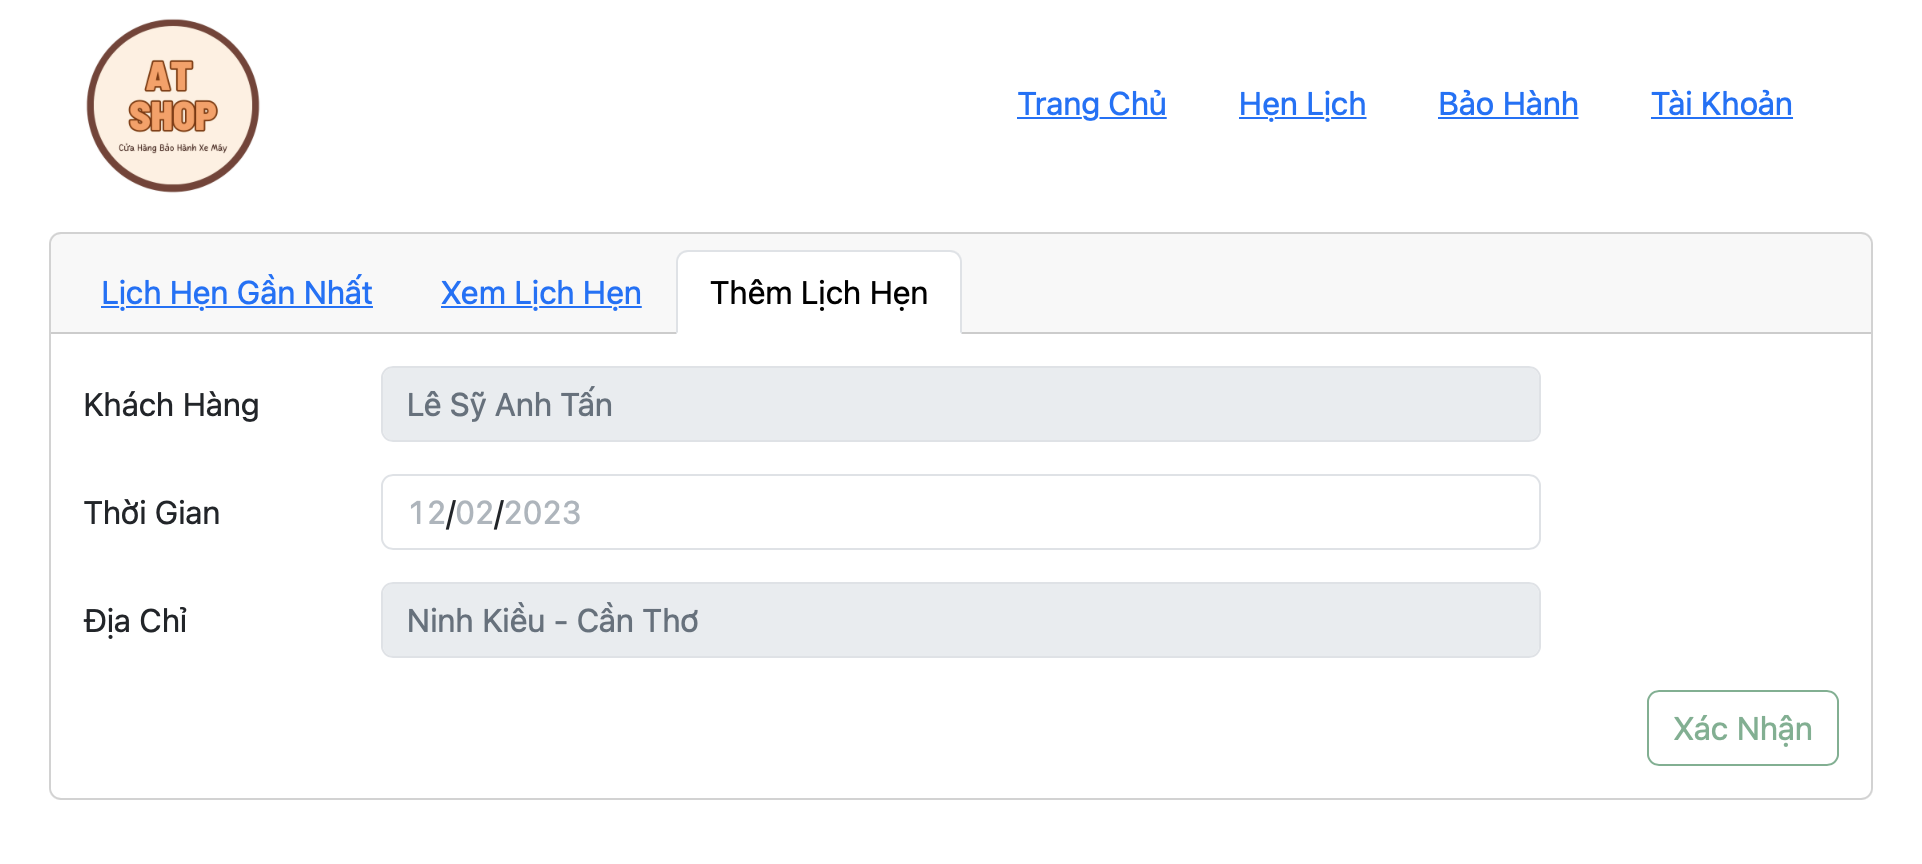 AT
SHOP
Cửa Hàng Bảo Hành Xe Máy
Trang Chủ Hẹn Lịch Bảo Hành Tài Khoản
Lịch Hẹn Gần Nhất Xem Lịch Hẹn Thêm Lịch Hẹn
Khách Hàng Lê Sỹ Anh Tấn
Thời Gian 12/02/2023
Địa Chỉ Ninh Kiều - Cần Thơ
Xác Nhận